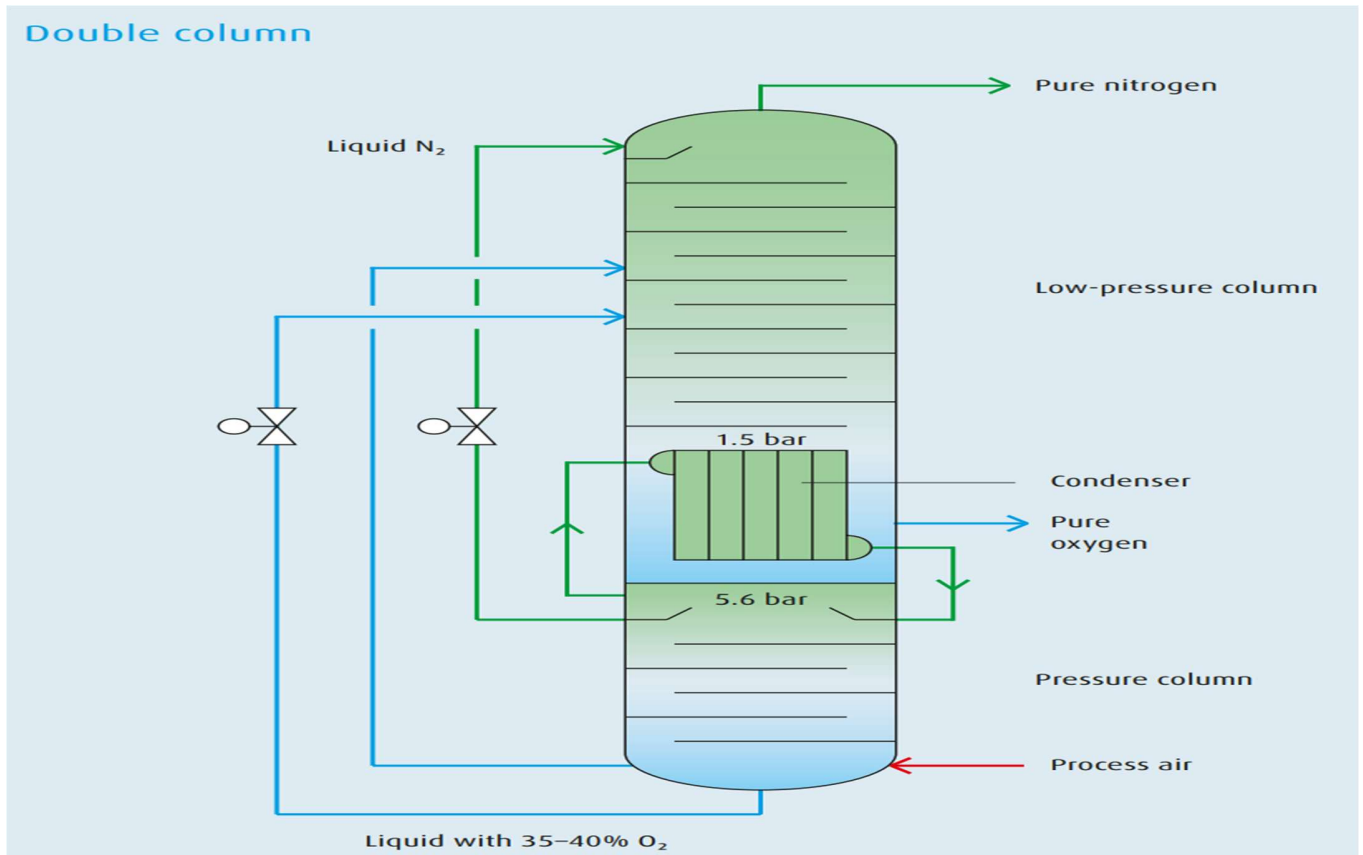 Double column
Pure nitrogen
Liquid N₂
Low-pressure column
1.5 bar
Condenser
Pure
oxygen
5.6 bar
Pressure column
Process air
Liquid with 35–40% O₂